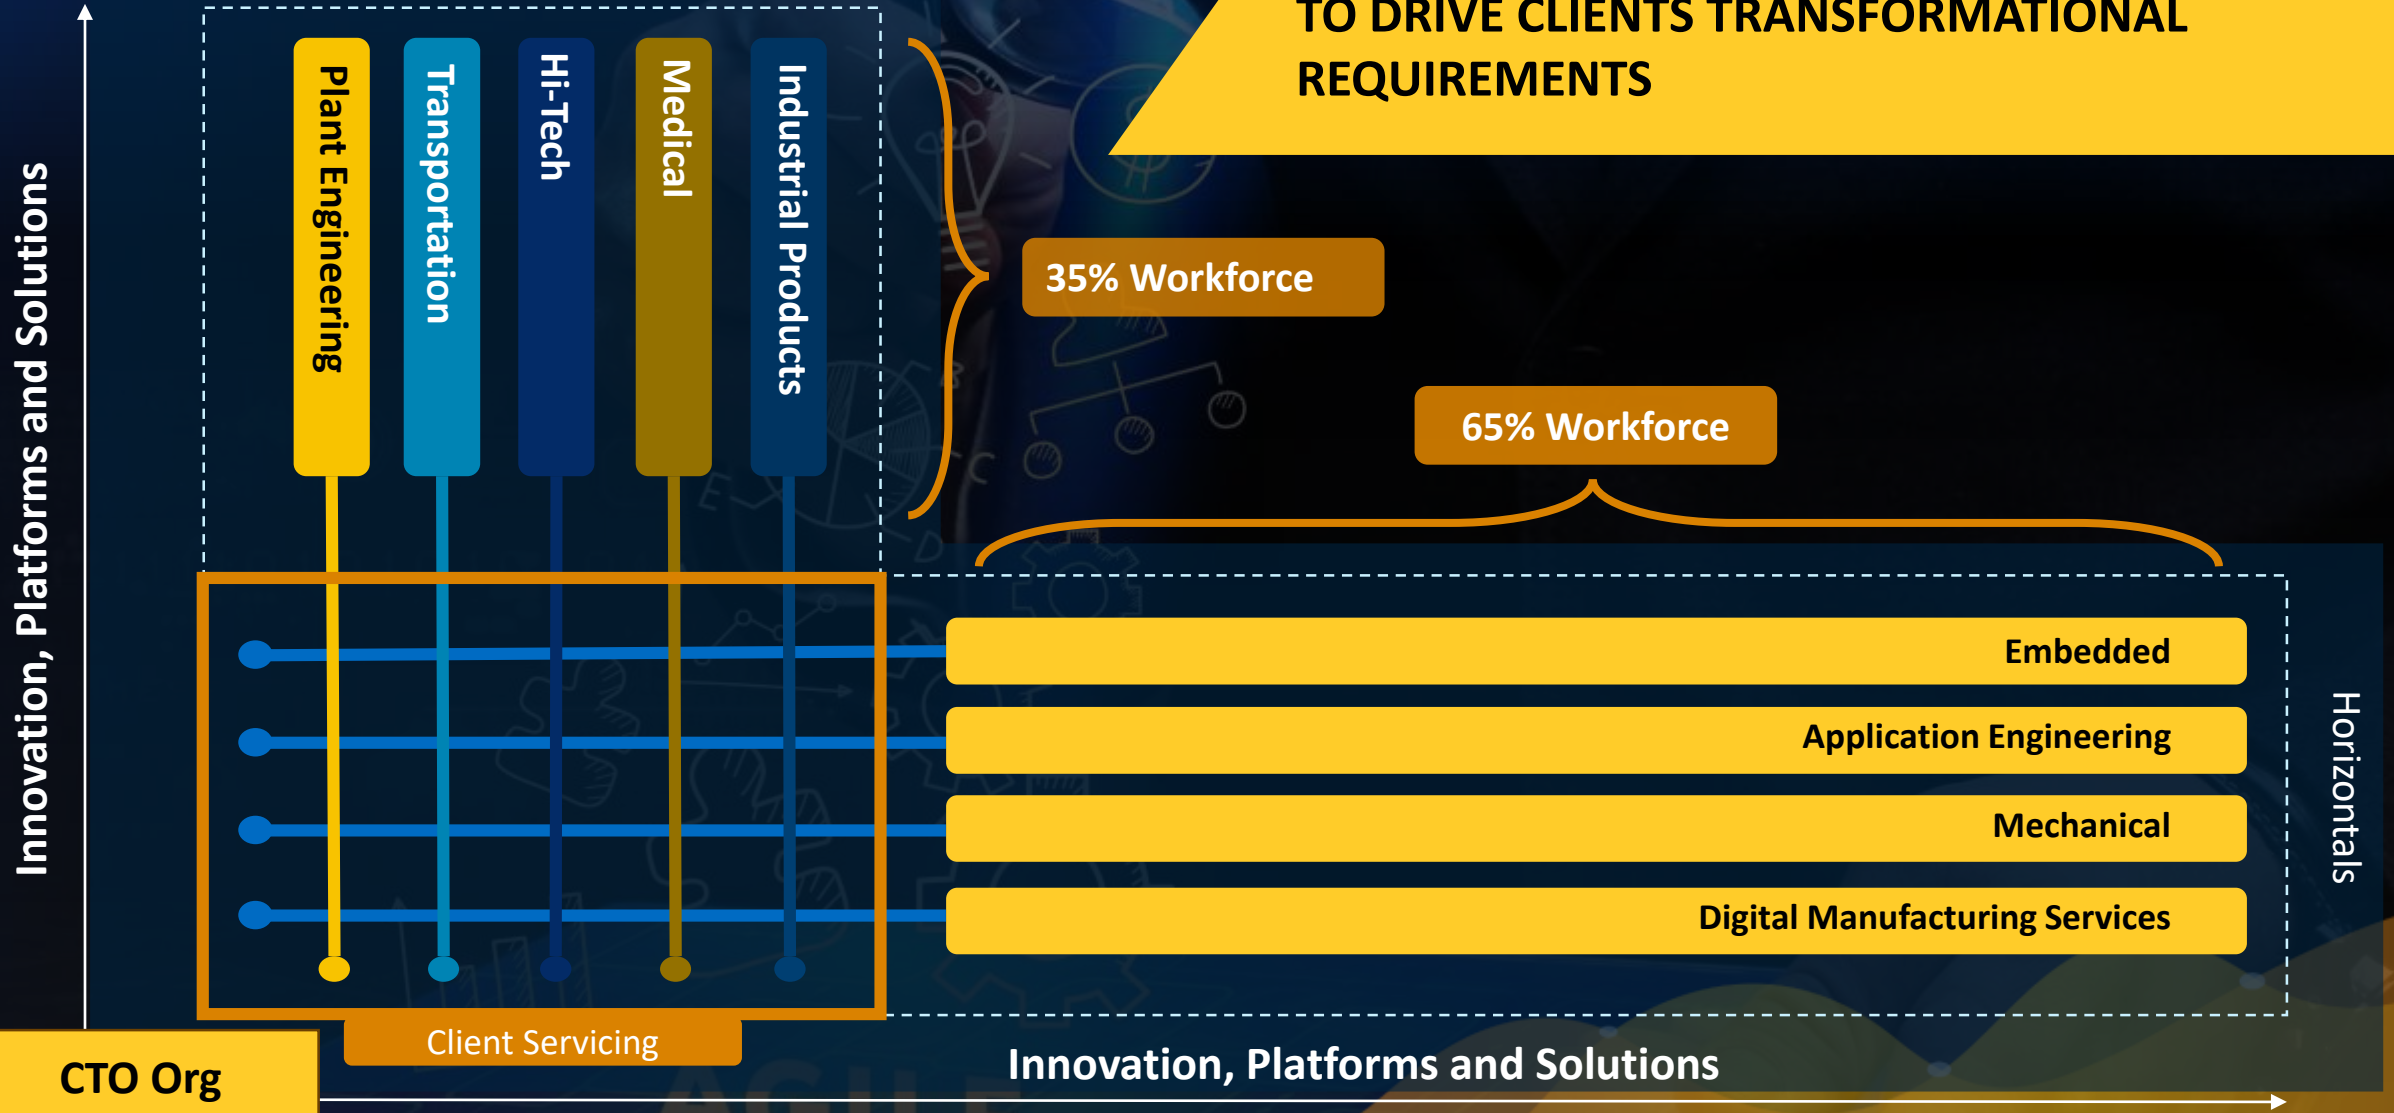 TO DRIVE CLIENTS TRANSFORMATIONAL
REQUIREMENTS
Innovation, Platforms and Solutions
Plant Engineering
Transportation
Hi-Tech
Medical
Industrial Products
35% Workforce
65% Workforce
Embedded
Application Engineering
Mechanical
Digital Manufacturing Services
Horizontals
Client Servicing
CTO Org
Innovation, Platforms and Solutions
E
B
C
D
AGILE